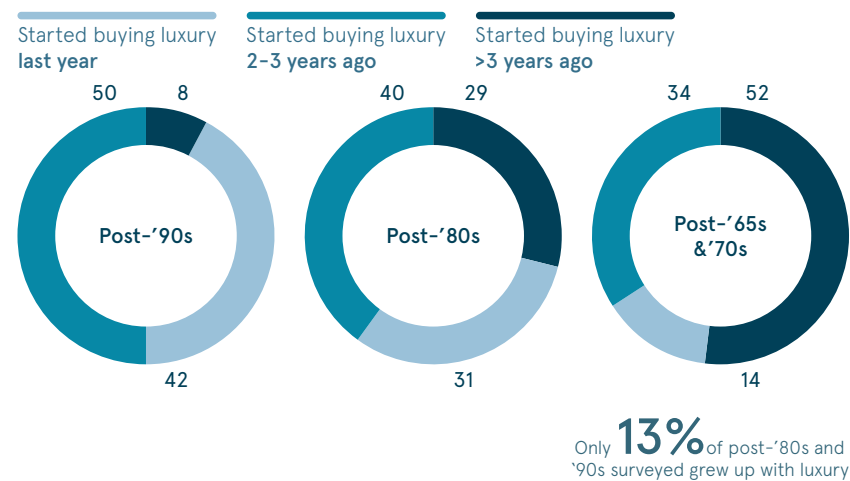 Started buying luxury
last year
Started buying luxury
2-3 years ago
Started buying luxury
>3 years ago
50
8
Post-’90s
42
40
29
Post-’80s
31
34
52
Post-’65s
&’70s
14
Only 13% of post-’80s and
‘90s surveyed grew up with luxury